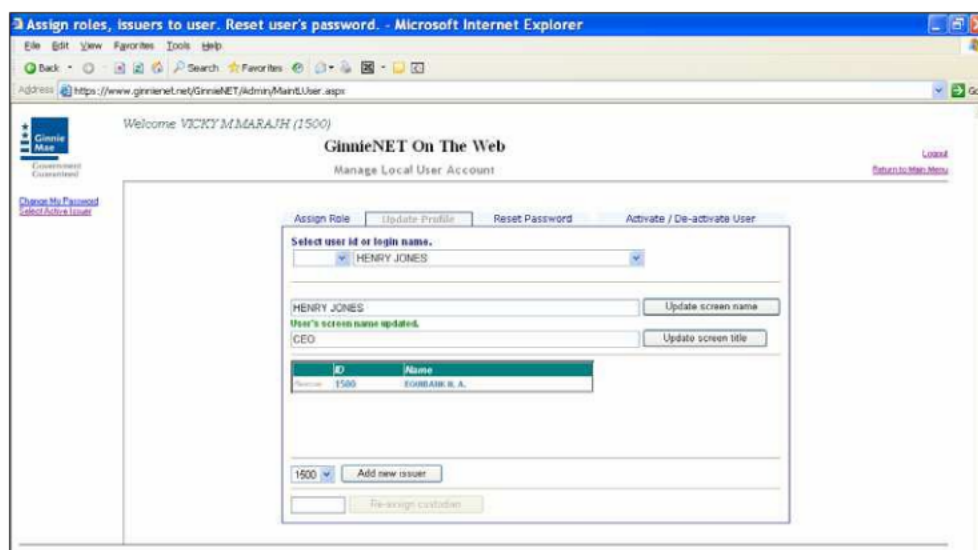 Assign roles, issuers to user. Reset user's password. - Microsoft Internet Explorer
File Edit View Favorites Tools Help
Back Search Favorites
Address https://www.ginnienet.net/GinnieNET/Admin/MaintLUser.aspx Go
Welcome VICKY M MARAJH (1500)
Ginnie Mae
Government Guaranteed
GinnieNET On The Web
Manage Local User Account
Logout
Return to Main Menu
Change My Password
Select Active Issuer
Assign Role Update Profile Reset Password Activate / De-activate User
Select user id or login name.
HENRY JONES
HENRY JONES Update screen name
User's screen name updated.
CEO Update screen title
ID Name
1500 N. A.
1500 Add new issuer
Re-assign custodian